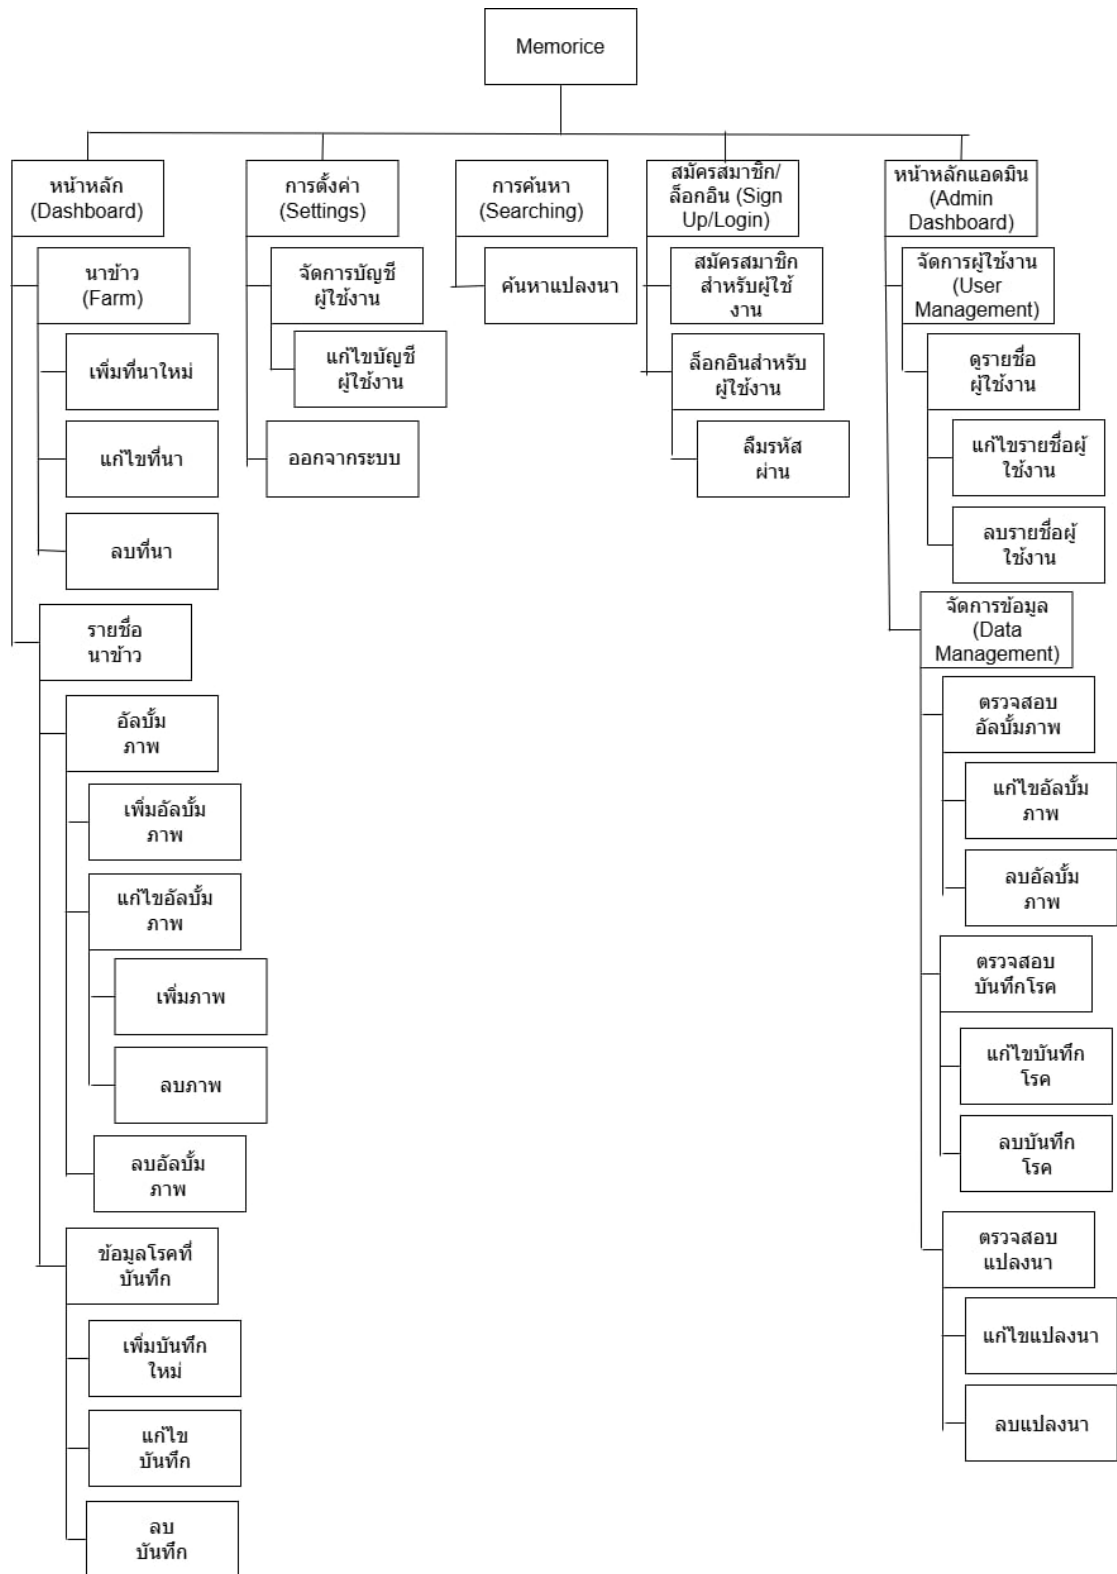 Memorice
หน้าหลัก
(Dashboard)
นาข้าว
(Farm)
เพิ่มที่นาใหม่
แก้ไขที่นา
ลบที่นา
รายชื่อ
นาข้าว
อัลบั้ม
ภาพ
เพิ่มอัลบั้ม
ภาพ
แก้ไขอัลบั้ม
ภาพ
เพิ่มภาพ
ลบภาพ
ลบอัลบั้ม
ภาพ
ข้อมูลโรคที่
บันทึก
เพิ่มบันทึก
ใหม่
แก้ไข
บันทึก
ลบ
บันทึก
การตั้งค่า
(Settings)
จัดการบัญชี
ผู้ใช้งาน
แก้ไขบัญชี
ผู้ใช้งาน
ออกจากระบบ
การค้นหา
(Searching)
ค้นหาแปลงนา
สมัครสมาชิก/
ล็อกอิน (Sign
Up/Login)
สมัครสมาชิก
สำหรับผู้ใช้
งาน
ล็อกอินสำหรับ
ผู้ใช้งาน
ลืมรหัส
ผ่าน
หน้าหลักแอดมิน
(Admin
Dashboard)
จัดการผู้ใช้งาน
(User
Management)
ดูรายชื่อ
ผู้ใช้งาน
แก้ไขรายชื่อผู้
ใช้งาน
ลบรายชื่อผู้
ใช้งาน
จัดการข้อมูล
(Data
Management)
ตรวจสอบ
อัลบั้มภาพ
แก้ไขอัลบั้ม
ภาพ
ลบอัลบั้ม
ภาพ
ตรวจสอบ
บันทึกโรค
แก้ไขบันทึก
โรค
ลบบันทึก
โรค
ตรวจสอบ
แปลงนา
แก้ไขแปลงนา
ลบแปลงนา